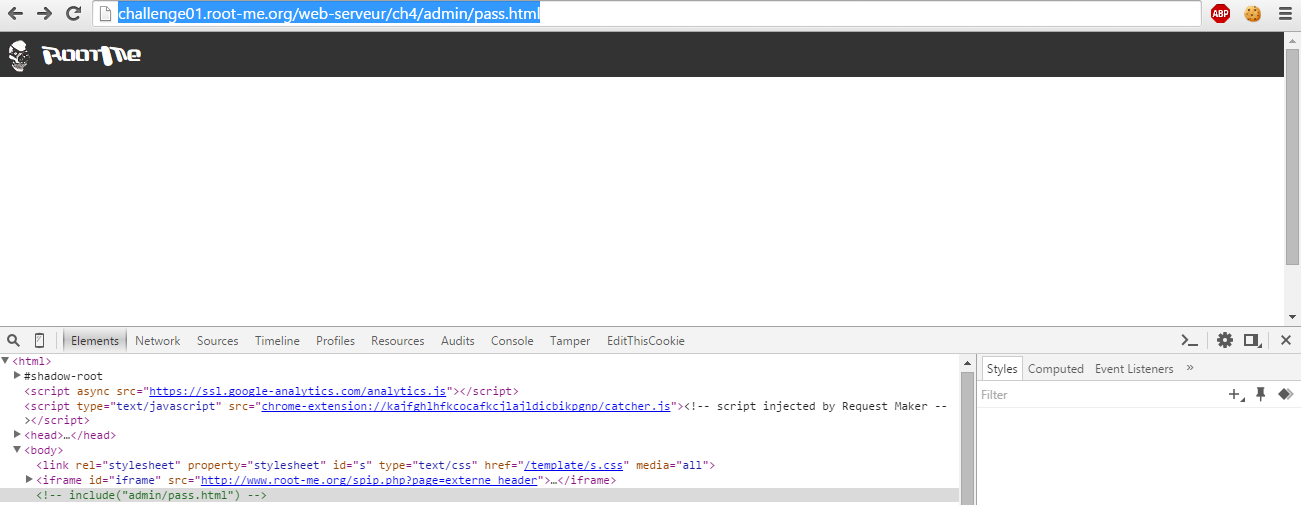 challenge01.root-me.org/web-serveur/ch4/admin/pass.html
ABP
Root Me
Elements Network Sources Timeline Profiles Resources Audits Console Tamper EditThisCookie
<html>
#shadow-root
<script async src="https://ssl.google-analytics.com/analytics.js"></script>
<script type="text/javascript" src="chrome-extension://kajfghlhfkcocafkcjlajldicbikpgnp/catcher.js"><!-- script injected by Request Maker --
></script>
<head>…</head>
<body>
<link rel="stylesheet" property="stylesheet" id="s" type="text/css" href="/template/s.css" media="all">
<iframe id="iframe" src="http://www.root-me.org/spip.php?page=externe_header">…</iframe>
<!-- include("admin/pass.html") -->
Styles Computed Event Listeners »
Filter